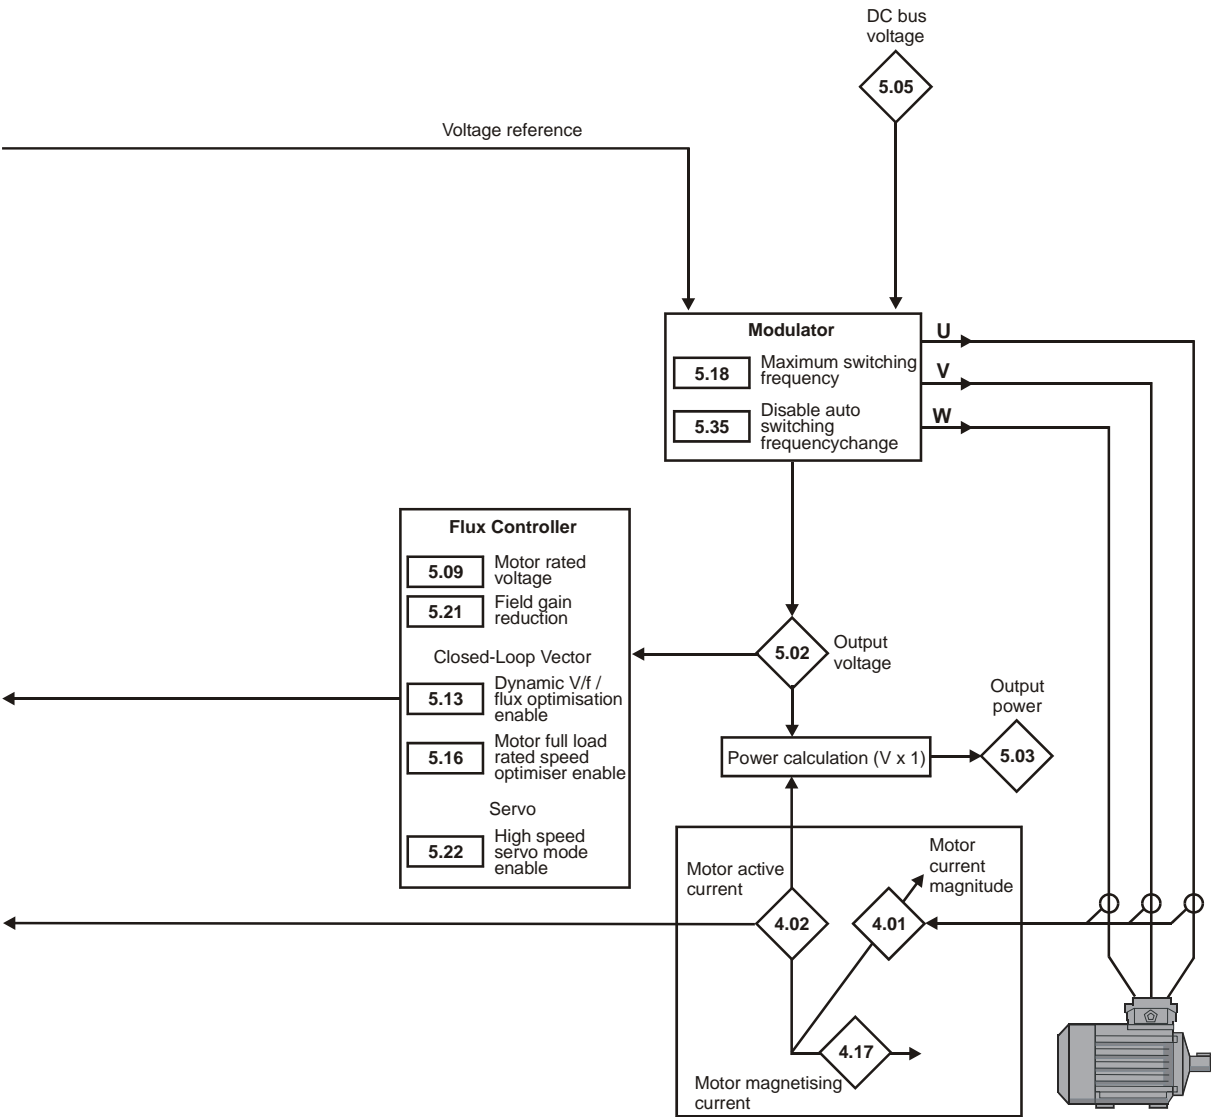 DC bus
voltage
5.05
Voltage reference
Modulator
5.18
Maximum switching
frequency
5.35
Disable auto
switching
frequencychange
U
V
W
Flux Controller
5.09
Motor rated
voltage
5.21
Field gain
reduction
Closed-Loop Vector
5.13
Dynamic V/f /
flux optimisation
enable
5.16
Motor full load
rated speed
optimiser enable
Servo
5.22
High speed
servo mode
enable
5.02
Output
voltage
Output
power
Power calculation (V x 1)
5.03
Motor active
current
Motor
current
magnitude
4.02
4.01
4.17
Motor magnetising
current